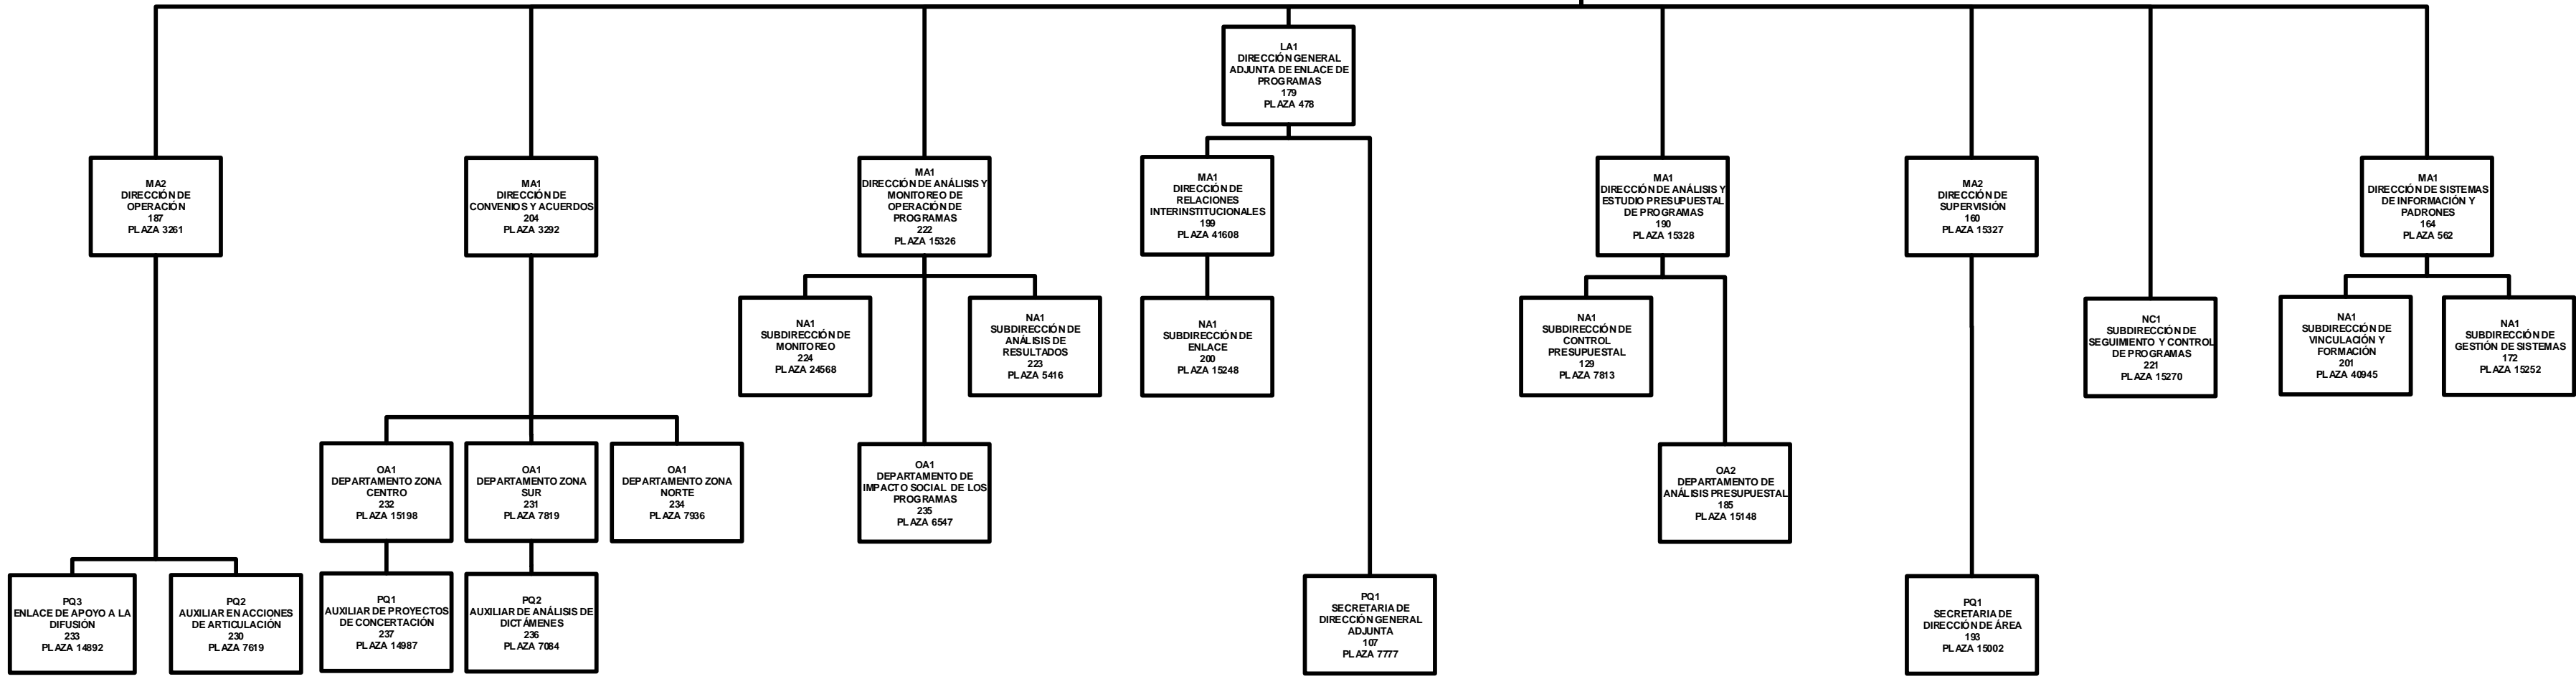 LA1
DIRECCIÓN GENERAL
ADJUNTA DE ENLACE DE
PROGRAMAS
179
PLAZA 478
MA2
DIRECCIÓN DE
OPERACIÓN
187
PLAZA 3261
MA1
DIRECCIÓN DE
CONVENIOS Y ACUERDOS
204
PLAZA 3292
MA1
DIRECCIÓN DE ANÁLISIS Y
MONITOREO DE
OPERACIÓN DE
PROGRAMAS
222
PLAZA 15326
MA1
DIRECCIÓN DE
RELACIONES
INTERINSTITUCIONALES
199
PLAZA 41608
MA1
DIRECCIÓN DE ANÁLISIS Y
ESTUDIO PRESUPUESTAL
DE PROGRAMAS
190
PLAZA 15328
MA2
DIRECCIÓN DE
SUPERVISIÓN
160
PLAZA 15327
MA1
DIRECCIÓN DE SISTEMAS
DE INFORMACIÓN Y
PADRONES
164
PLAZA 562
NA1
SUBDIRECCIÓN DE
MONITOREO
224
PLAZA 24568
NA1
SUBDIRECCIÓN DE
ANÁLISIS DE
RESULTADOS
223
PLAZA 5416
NA1
SUBDIRECCIÓN DE
ENLACE
200
PLAZA 15248
NA1
SUBDIRECCIÓN DE
CONTROL
PRESUPUESTAL
129
PLAZA 7813
NC1
SUBDIRECCIÓN DE
SEGUIMIENTO Y CONTROL
DE PROGRAMAS
221
PLAZA 15270
NA1
SUBDIRECCIÓN DE
VINCULACIÓN Y
FORMACIÓN
201
PLAZA 40945
NA1
SUBDIRECCIÓN DE
GESTIÓN DE SISTEMAS
172
PLAZA 15252
OA1
DEPARTAMENTO ZONA
CENTRO
232
PLAZA 15198
OA1
DEPARTAMENTO ZONA
SUR
231
PLAZA 7819
OA1
DEPARTAMENTO ZONA
NORTE
234
PLAZA 7936
OA1
DEPARTAMENTO DE
IMPACTO SOCIAL DE LOS
PROGRAMAS
235
PLAZA 6547
OA2
DEPARTAMENTO DE
ANÁLISIS PRESUPUESTAL
185
PLAZA 15148
PQ3
ENLACE DE APOYO A LA
DIFUSIÓN
233
PLAZA 14892
PQ2
AUXILIAR EN ACCIONES
DE ARTICULACIÓN
230
PLAZA 7619
PQ1
AUXILIAR DE PROYECTOS
DE CONCERTACIÓN
237
PLAZA 14987
PQ2
AUXILIAR DE ANÁLISIS DE
DICTÁMENES
236
PLAZA 7084
PQ1
SECRETARIA DE
DIRECCIÓN GENERAL
ADJUNTA
107
PLAZA 7777
PQ1
SECRETARIA DE
DIRECCIÓN DE ÁREA
193
PLAZA 15002